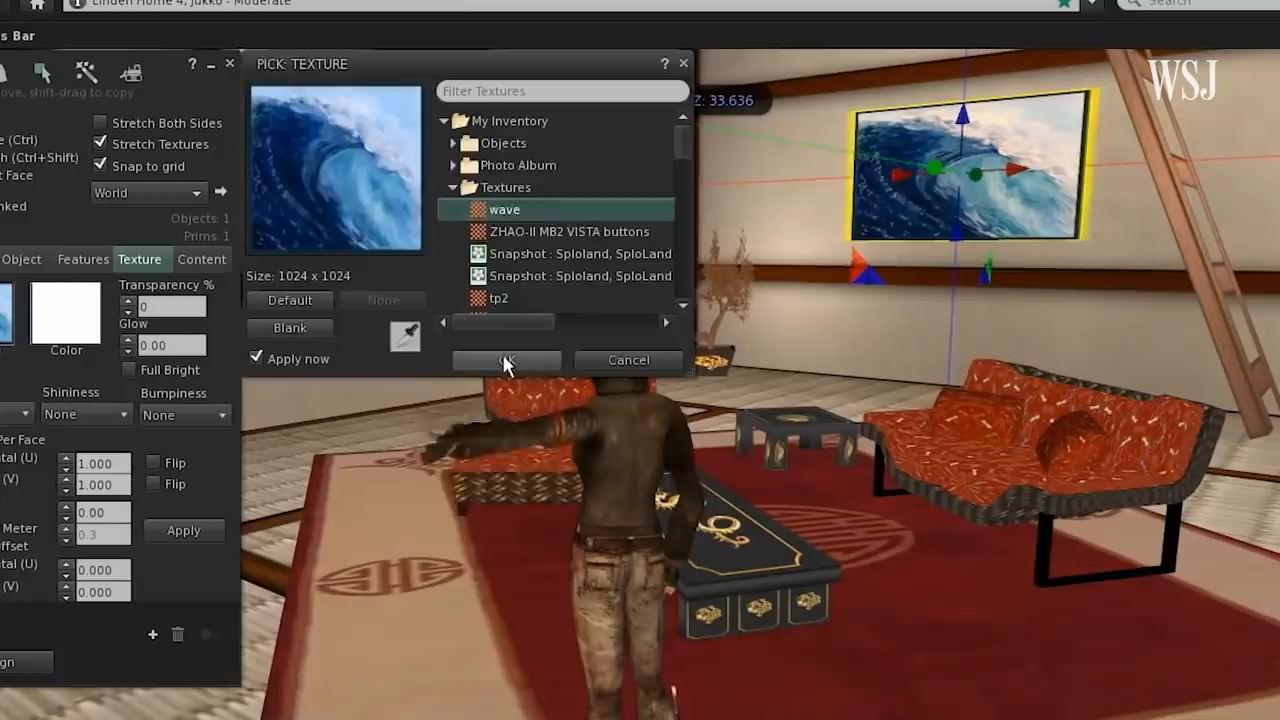 Linden Home 4, Jukko - Moderate
Search
s Bar
? _ ×
ove, shift-drag to copy
Stretch Both Sides
e (Ctrl)
Stretch Textures
h (Ctrl+Shift)
Snap to grid
t Face
World
nked
Objects: 1
Prims: 1
Object
Features
Texture
Content
Transparency %
0
Glow
0.00
Color
Full Bright
Shininess
Bumpiness
None
None
Per Face
tal (U)
1.000
Flip
(V)
1.000
Flip
0.00
Meter
0.3
Apply
ffset
tal (U)
0.000
(V)
0.000
gn
PICK: TEXTURE
? ×
Filter Textures
My Inventory
Objects
Photo Album
Textures
wave
ZHAO-II MB2 VISTA buttons
Snapshot : Sploland, SploLand
Snapshot : Sploland, SploLand
tp2
Size: 1024 x 1024
Default
None
Blank
Apply now
OK
Cancel
Z: 33.636
WSJ